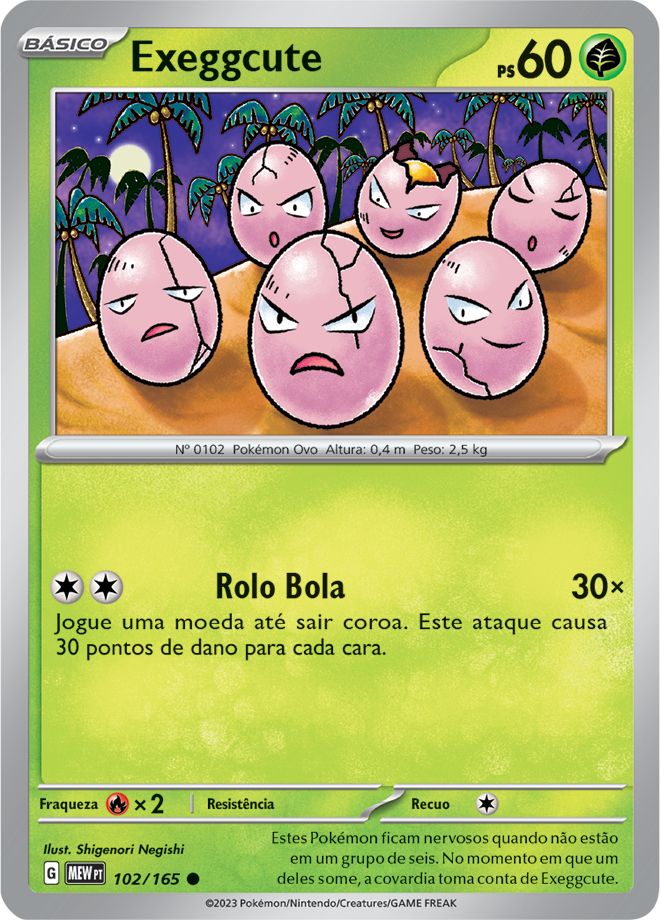 BÁSICO
Exeggcute
PS 60
Nº 0102 Pokémon Ovo Altura: 0,4 m Peso: 2,5 kg
Rolo Bola 30×
Jogue uma moeda até sair coroa. Este ataque causa
30 pontos de dano para cada cara.
Fraqueza × 2 Resistência Recuo
Ilust. Shigenori Negishi
G MEW PT 102/165
Estes Pokémon ficam nervosos quando não estão
em um grupo de seis. No momento em que um
deles some, a covardia toma conta de Exeggcute.
©2023 Pokémon/Nintendo/Creatures/GAME FREAK